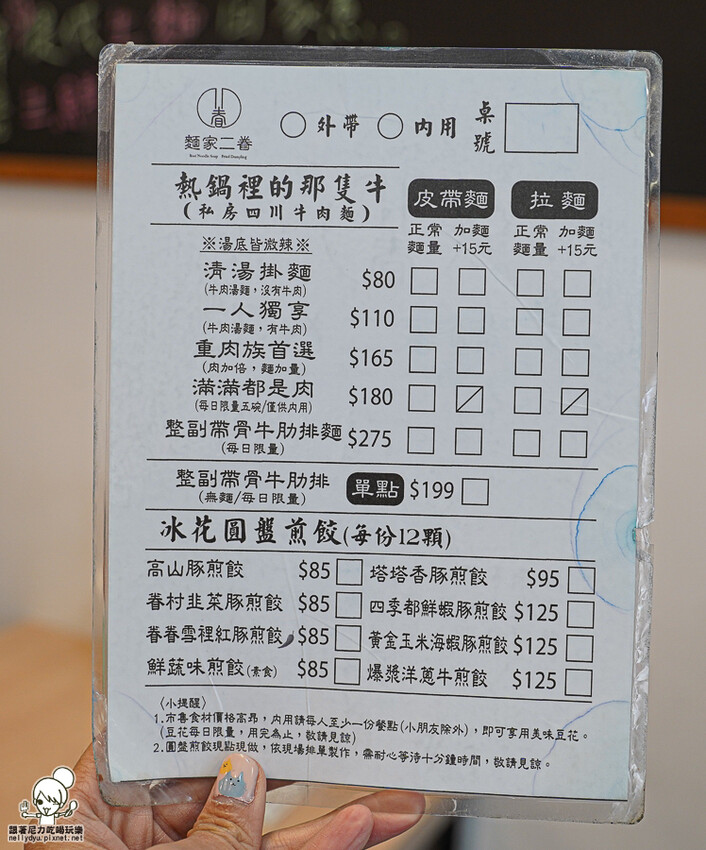 麵家二眷
Beef Noodle Soup Fried Dumpling
外帶 內用 桌號
熱鍋裡的那隻牛
(私房四川牛肉麵)
皮帶麵 拉麵
正常麵量 加麵+15元 正常麵量 加麵+15元
※湯底皆微辣※
清湯掛麵 $80
(牛肉湯麵，沒有牛肉)
一人獨享 $110
(牛肉湯麵，有牛肉)
重肉族首選 $165
(肉加倍，麵加量)
滿滿都是肉 $180
(每日限量五碗/僅供內用)
整副帶骨牛肋排麵 $275
(每日限量)
整副帶骨牛肋排 單點 $199
(無麵/每日限量)
冰花圓盤煎餃(每份12顆)
高山豚煎餃 $85 塔塔香豚煎餃 $95
眷村韭菜豚煎餃 $85 四季都鮮蝦豚煎餃 $125
眷眷雪裡紅豚煎餃 $85 黃金玉米海蝦豚煎餃 $125
鮮蔬味煎餃(素食) $85 爆漿洋蔥牛煎餃 $125
〈小提醒〉
1.市售食材價格高昂，內用請每人至少一份餐點(小朋友除外)，即可享用美味豆花。
(豆花每日限量，用完為止，敬請見諒)
2.圓盤煎餃現點現做，依現場排單製作，需耐心等待十分鐘時間，敬請見諒。
跟著尼力吃喝玩樂
nellydyu.pixnet.net